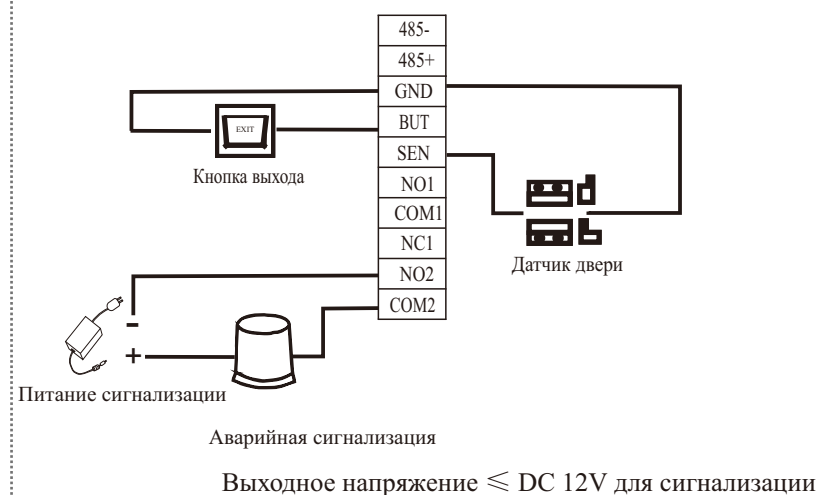 485-
485+
GND
BUT
SEN
NO1
COM1
NC1
NO2
COM2
EXIT
Кнопка выхода
Датчик двери
-
+
Питание сигнализации
Аварийная сигнализация
Выходное напряжение ≤ DC 12V для сигнализации